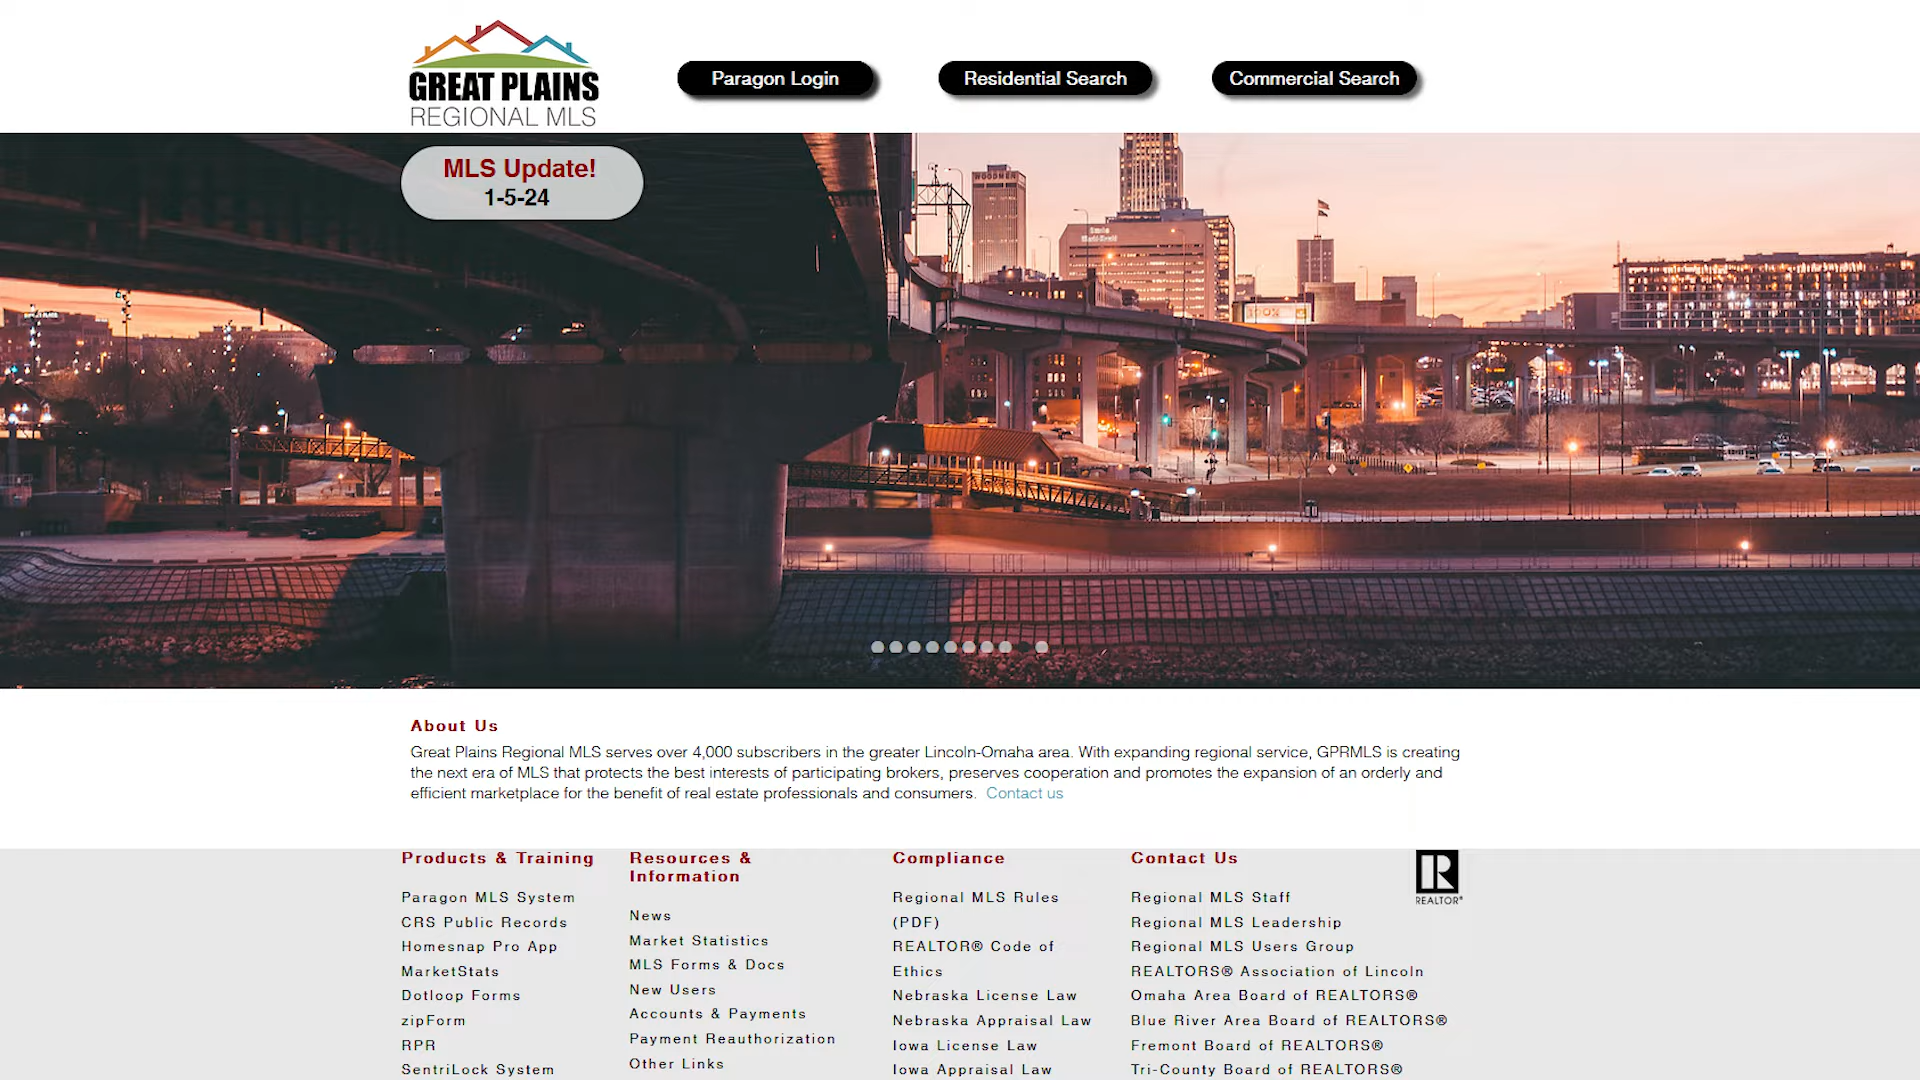 GREAT PLAINS
REGIONAL MLS
Paragon Login
Residential Search
Commercial Search
MLS Update!
1-5-24
WOODMEN
About Us
Great Plains Regional MLS serves over 4,000 subscribers in the greater Lincoln-Omaha area. With expanding regional service, GPRMLS is creating
the next era of MLS that protects the best interests of participating brokers, preserves cooperation and promotes the expansion of an orderly and
efficient marketplace for the benefit of real estate professionals and consumers. Contact us
Products & Training
Paragon MLS System
CRS Public Records
Homesnap Pro App
MarketStats
Dotloop Forms
zipForm
RPR
SentriLock System
Resources &
Information
News
Market Statistics
MLS Forms & Docs
New Users
Accounts & Payments
Payment Reauthorization
Other Links
Compliance
Regional MLS Rules
(PDF)
REALTOR® Code of
Ethics
Nebraska License Law
Nebraska Appraisal Law
Iowa License Law
Iowa Appraisal Law
Contact Us
Regional MLS Staff
Regional MLS Leadership
Regional MLS Users Group
REALTORS® Association of Lincoln
Omaha Area Board of REALTORS®
Blue River Area Board of REALTORS®
Fremont Board of REALTORS®
Tri-County Board of REALTORS®
R
REALTOR®